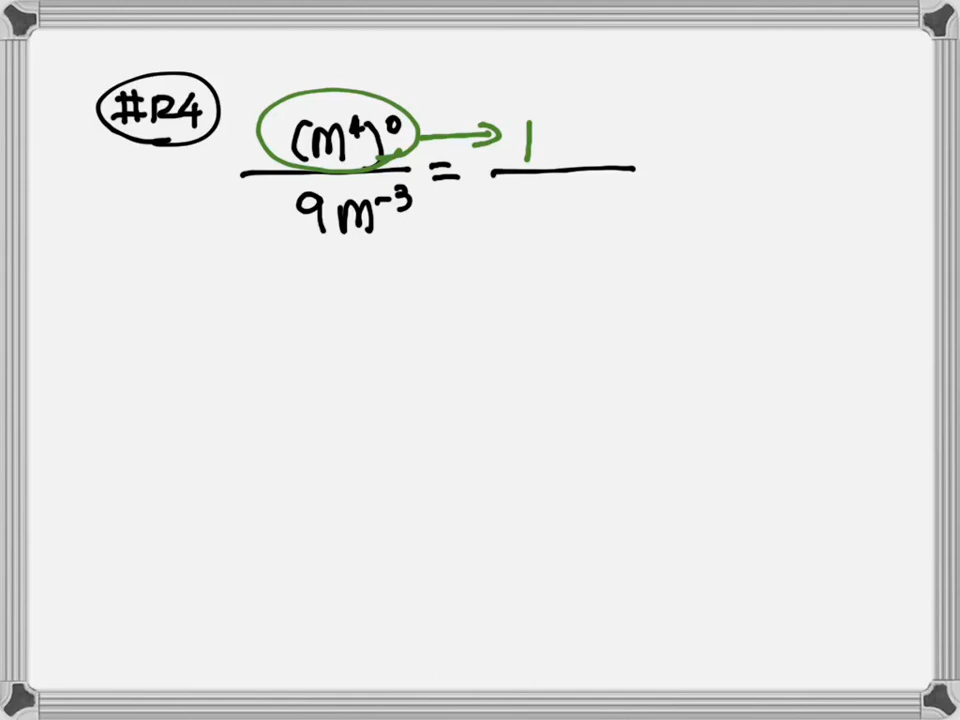 #R4
(m⁴)⁰ / 9m⁻³ = → 1 /